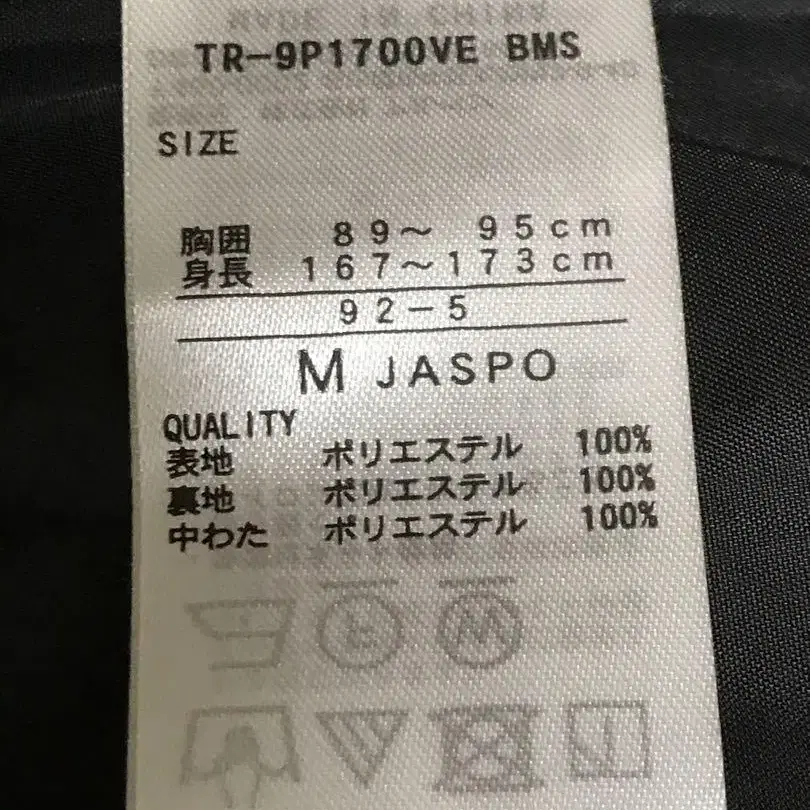 TR-9P1700VE BMS
SIZE
胸囲 89～ 95cm
身長 167～173cm
92-5
M JASPO
QUALITY
表地 ポリエステル 100%
裏地 ポリエステル 100%
中わた ポリエステル 100%